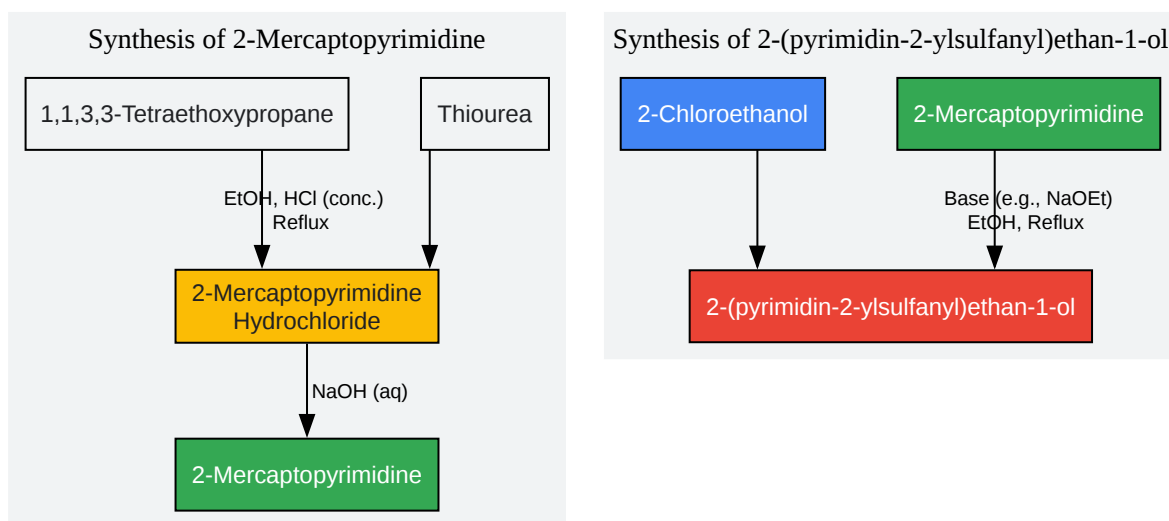 Synthesis of 2-Mercaptopyrimidine
1,1,3,3-Tetraethoxypropane
Thiourea
EtOH, HCl (conc.)
Reflux
2-Mercaptopyrimidine
Hydrochloride
NaOH (aq)
2-Mercaptopyrimidine
Synthesis of 2-(pyrimidin-2-ylsulfanyl)ethan-1-ol
2-Chloroethanol
2-Mercaptopyrimidine
Base (e.g., NaOEt)
EtOH, Reflux
2-(pyrimidin-2-ylsulfanyl)ethan-1-ol